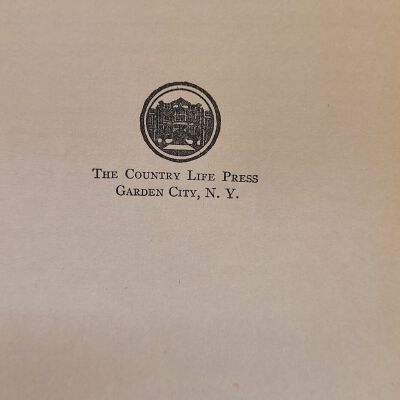 The Country Life Press
Garden City, N. Y.